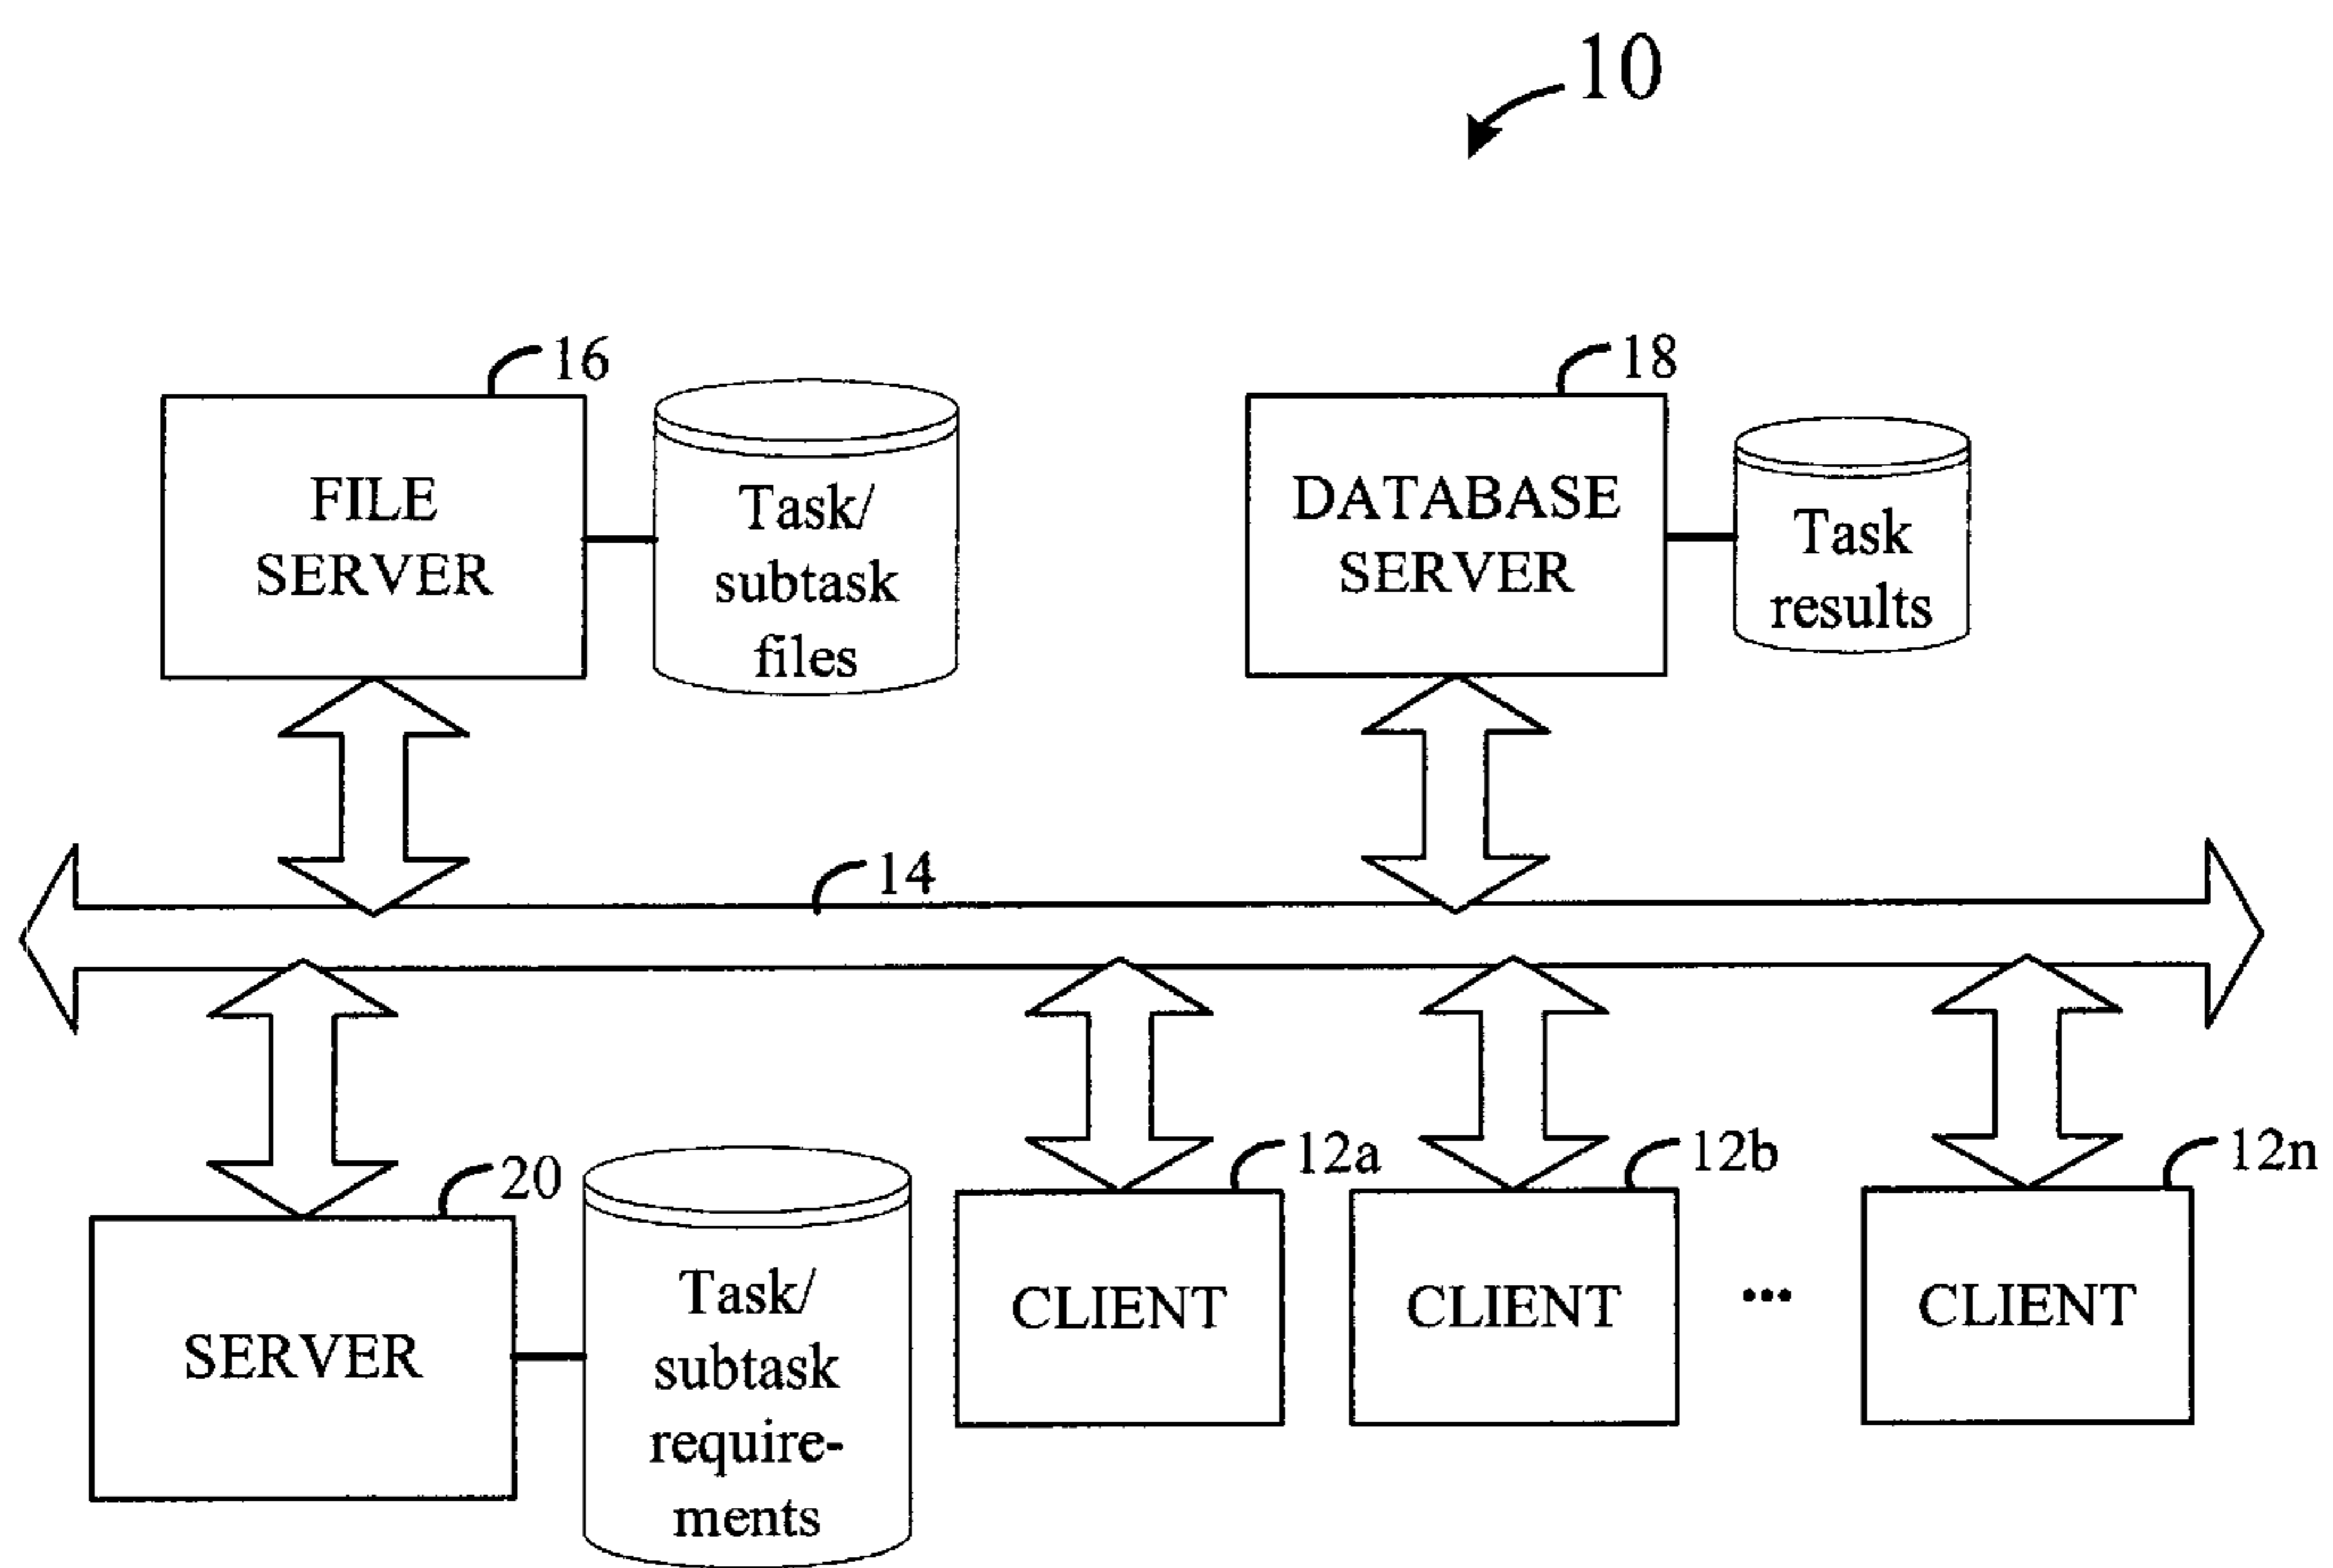 10
16
FILE
SERVER
Task/
subtask
files
18
DATABASE
SERVER
Task
results
14
20
SERVER
Task/
subtask
require-
ments
12a
CLIENT
12b
CLIENT
...
12n
CLIENT